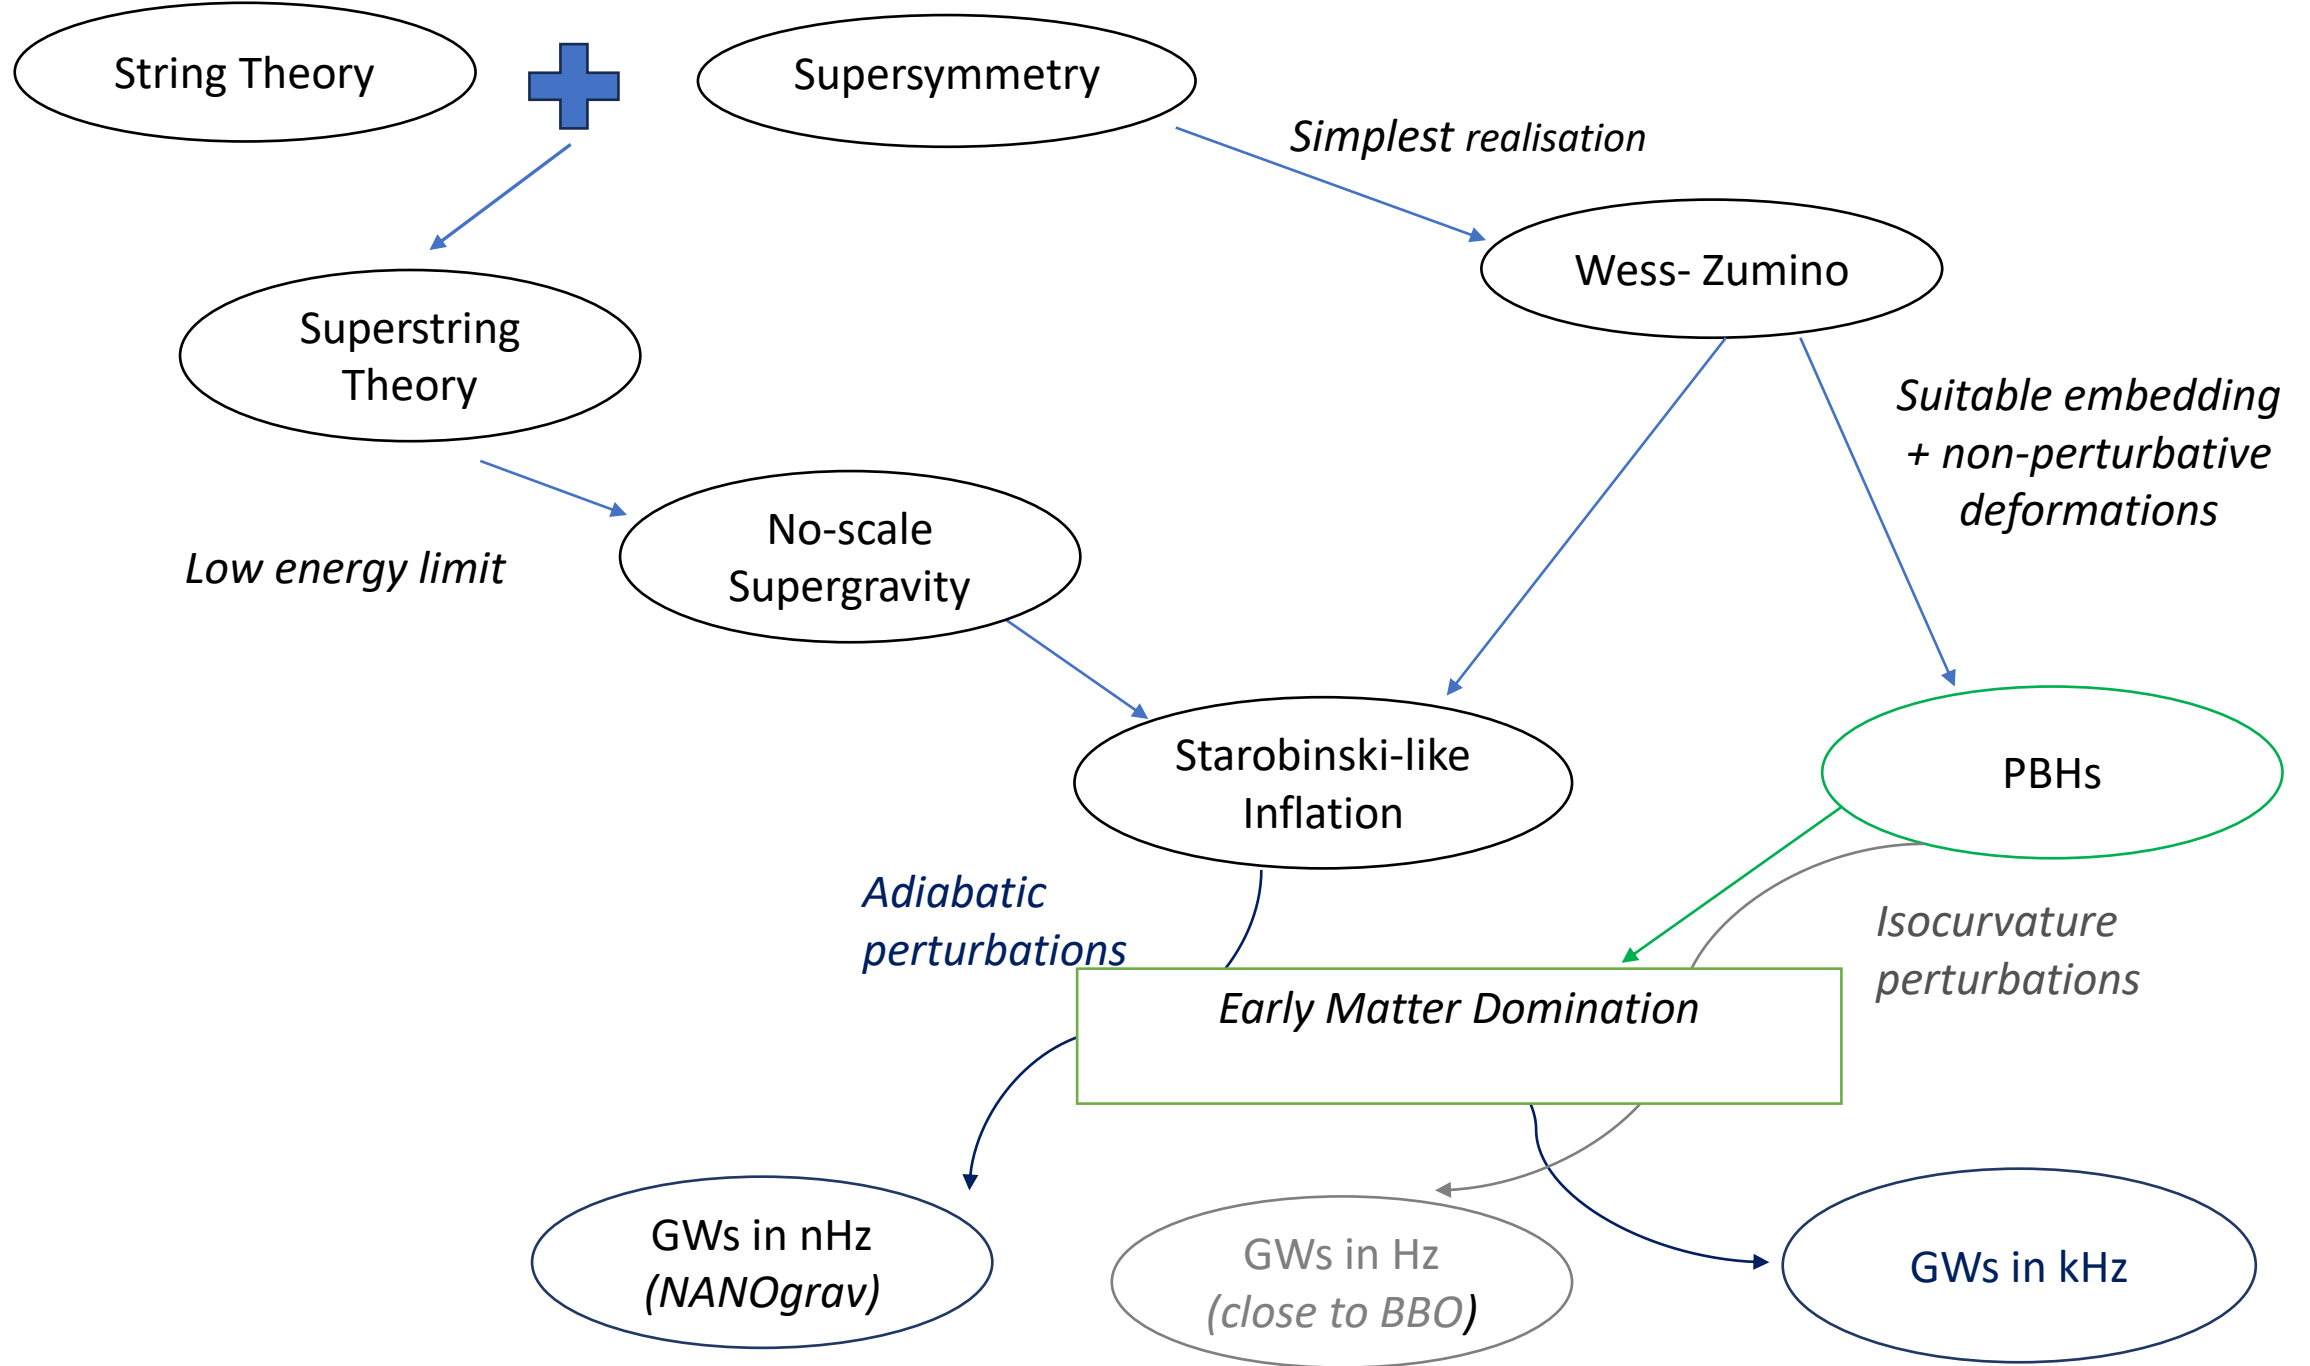 String Theory
Supersymmetry
Simplest realisation
Wess- Zumino
Superstring
Theory
Suitable embedding
+ non-perturbative
deformations
No-scale
Supergravity
Low energy limit
Starobinski-like
Inflation
PBHs
Adiabatic
perturbations
Isocurvature
perturbations
Early Matter Domination
GWs in nHz
(NANOgrav)
GWs in Hz
(close to BBO)
GWs in kHz